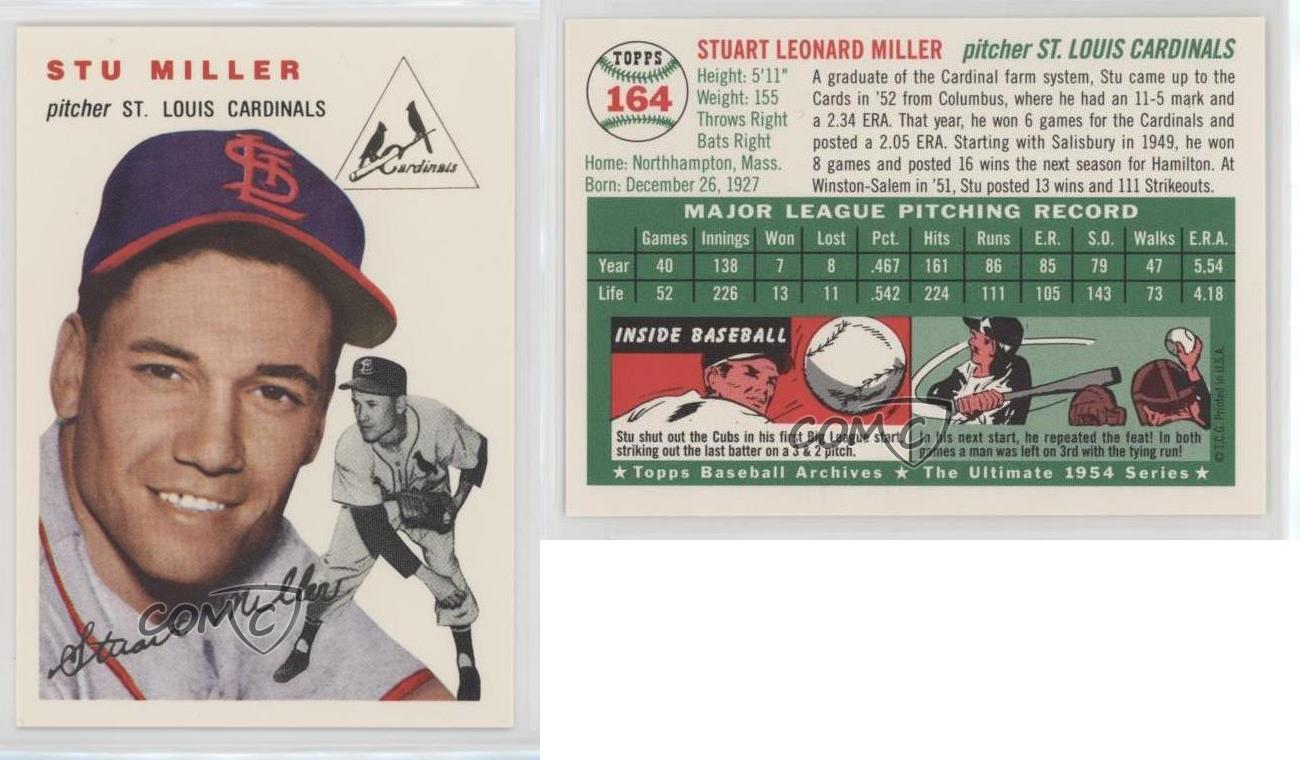 STU MILLER
pitcher ST. LOUIS CARDINALS
Cardinals
STL
Stuart Miller
COMC
TOPPS
164
STUART LEONARD MILLER pitcher ST. LOUIS CARDINALS
Height: 5'11"
Weight: 155
Throws Right
Bats Right
Home: Northhampton, Mass.
Born: December 26, 1927
A graduate of the Cardinal farm system, Stu came up to the
Cards in '52 from Columbus, where he had an 11-5 mark and
a 2.34 ERA. That year, he won 6 games for the Cardinals and
posted a 2.05 ERA. Starting with Salisbury in 1949, he won
8 games and posted 16 wins the next season for Hamilton. At
Winston-Salem in '51, Stu posted 13 wins and 111 Strikeouts.
MAJOR LEAGUE PITCHING RECORD
Games Innings Won Lost Pct. Hits Runs E.R. S.O. Walks E.R.A.
Year 40 138 7 8 .467 161 86 85 79 47 5.54
Life 52 226 13 11 .542 224 111 105 143 73 4.18
INSIDE BASEBALL
Stu shut out the Cubs in his first Big League start,
striking out the last batter on a 3 & 2 pitch.
In his next start, he repeated the feat! In both
games a man was left on 3rd with the tying run!
COMC
© T.C.G. Printed in U.S.A.
★ Topps Baseball Archives ★ The Ultimate 1954 Series ★